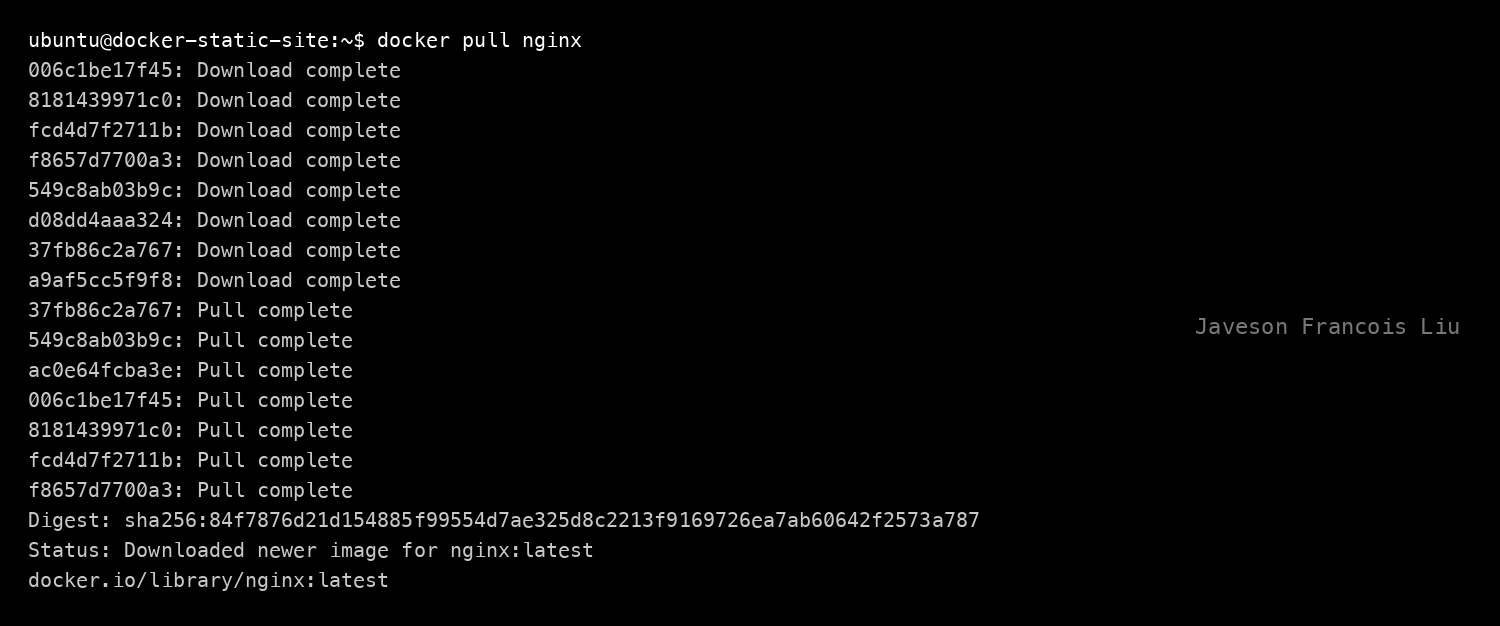 ubuntu@docker-static-site:~$ docker pull nginx
006c1be17f45: Download complete
8181439971c0: Download complete
fcd4d7f2711b: Download complete
f8657d7700a3: Download complete
549c8ab03b9c: Download complete
d08dd4aaa324: Download complete
37fb86c2a767: Download complete
a9af5cc5f9f8: Download complete
37fb86c2a767: Pull complete
Javeson Francois Liu
549c8ab03b9c: Pull complete
ac0e64fcba3e: Pull complete
006c1be17f45: Pull complete
8181439971c0: Pull complete
fcd4d7f2711b: Pull complete
f8657d7700a3: Pull complete
Digest: sha256:84f7876d21d154885f99554d7ae325d8c2213f9169726ea7ab60642f2573a787
Status: Downloaded newer image for nginx:latest
docker.io/library/nginx:latest